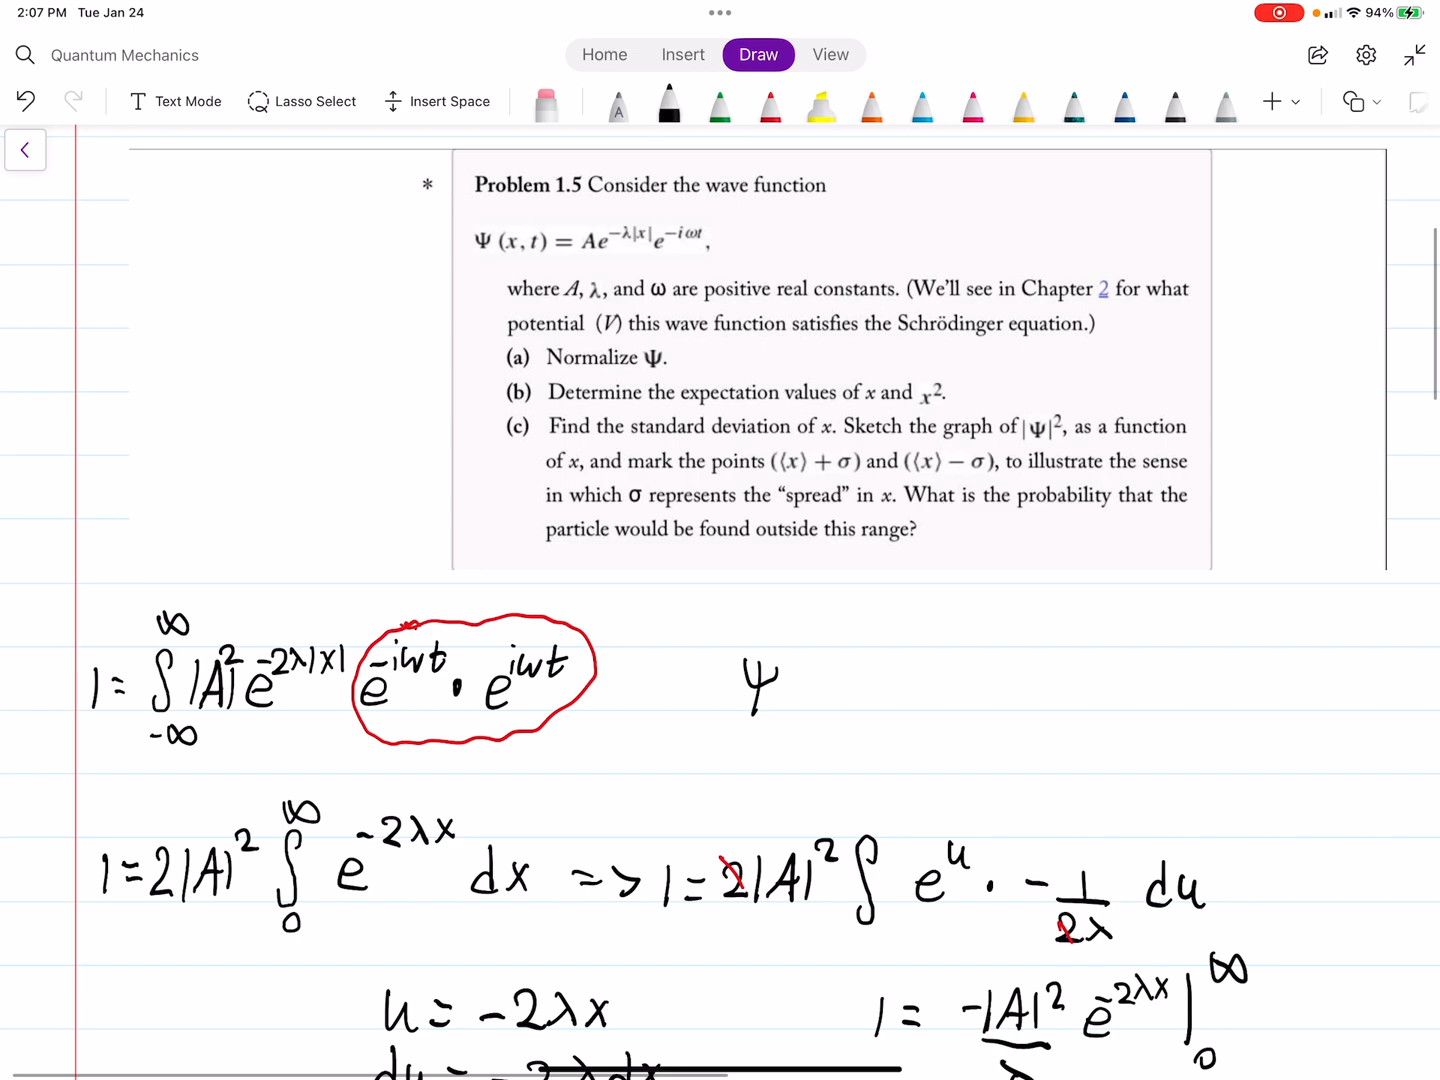 2:07 PM Tue Jan 24
94%
Quantum Mechanics
Home Insert Draw View
T Text Mode Lasso Select Insert Space
A
* Problem 1.5 Consider the wave function
Ψ (x, t) = Ae^{−λ|x|}e^{−iωt},
where A, λ, and ω are positive real constants. (We'll see in Chapter 2 for what
potential (V) this wave function satisfies the Schrödinger equation.)
(a) Normalize Ψ.
(b) Determine the expectation values of x and x².
(c) Find the standard deviation of x. Sketch the graph of |Ψ|², as a function
of x, and mark the points (⟨x⟩ + σ) and (⟨x⟩ − σ), to illustrate the sense
in which σ represents the “spread” in x. What is the probability that the
particle would be found outside this range?
1 = ∫_{-∞}^{∞} |A|² e^{-2λ|x|} e^{-iωt} · e^{iωt} ψ
1 = 2|A|² ∫_{0}^{∞} e^{-2λx} dx => 1 = 2|A|² ∫ e^{u} · - 1/2λ du
u = -2λx 1 = -|A|²/λ e^{-2λx} |_{0}^{∞}
du = -2λdx